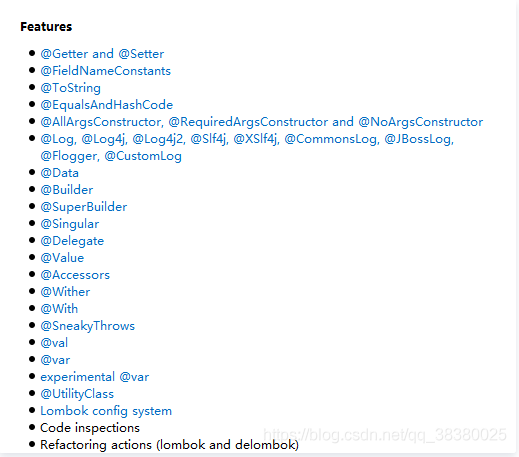 Features
@Getter and @Setter
@FieldNameConstants
@ToString
@EqualsAndHashCode
@AllArgsConstructor, @RequiredArgsConstructor and @NoArgsConstructor
@Log, @Log4j, @Log4j2, @Slf4j, @XSlf4j, @CommonsLog, @JBossLog,
@Flogger, @CustomLog
@Data
@Builder
@SuperBuilder
@Singular
@Delegate
@Value
@Accessors
@Wither
@With
@SneakyThrows
@val
@var
experimental @var
@UtilityClass
Lombok config system
Code inspections
Refactoring actions (lombok and delombok)
https://blog.csdn.net/qq_38380025